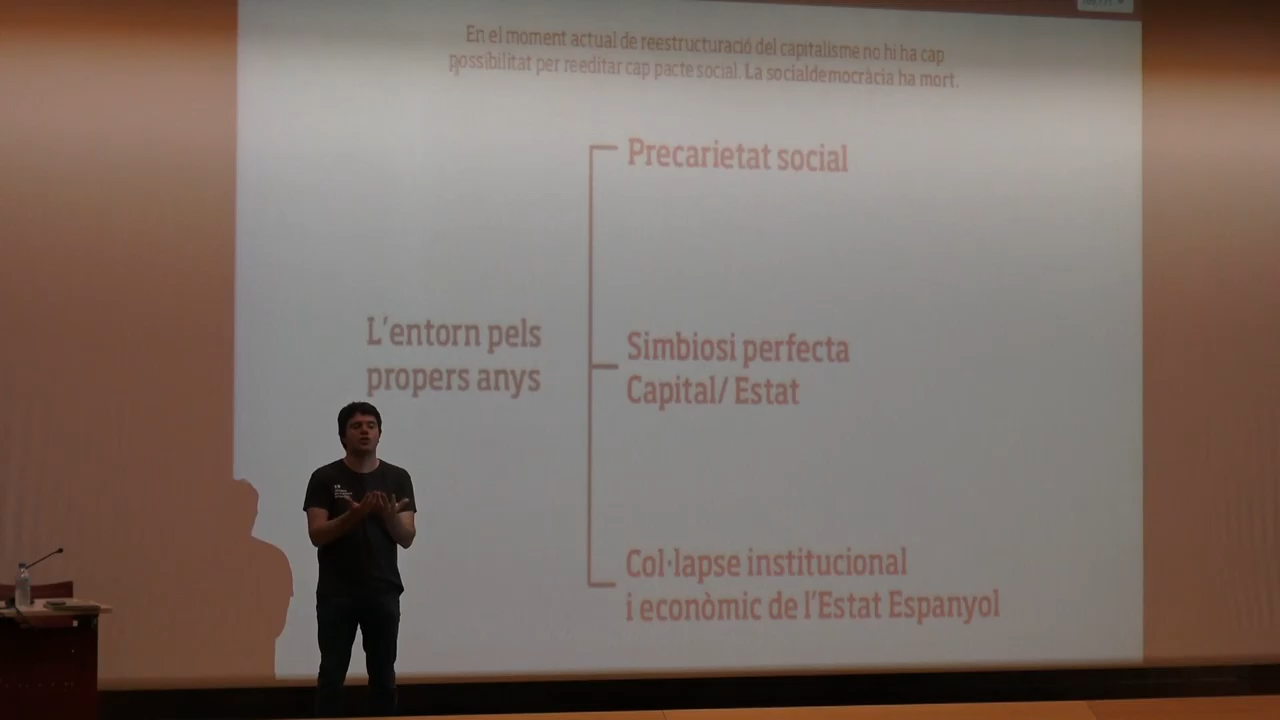 En el moment actual de reestructuració del capitalisme no hi ha cap
possibilitat per reeditar cap pacte social. La socialdemocràcia ha mort.
Precarietat social
L'entorn pels
propers anys
Simbiosi perfecta
Capital/ Estat
Col·lapse institucional
i econòmic de l'Estat Espanyol